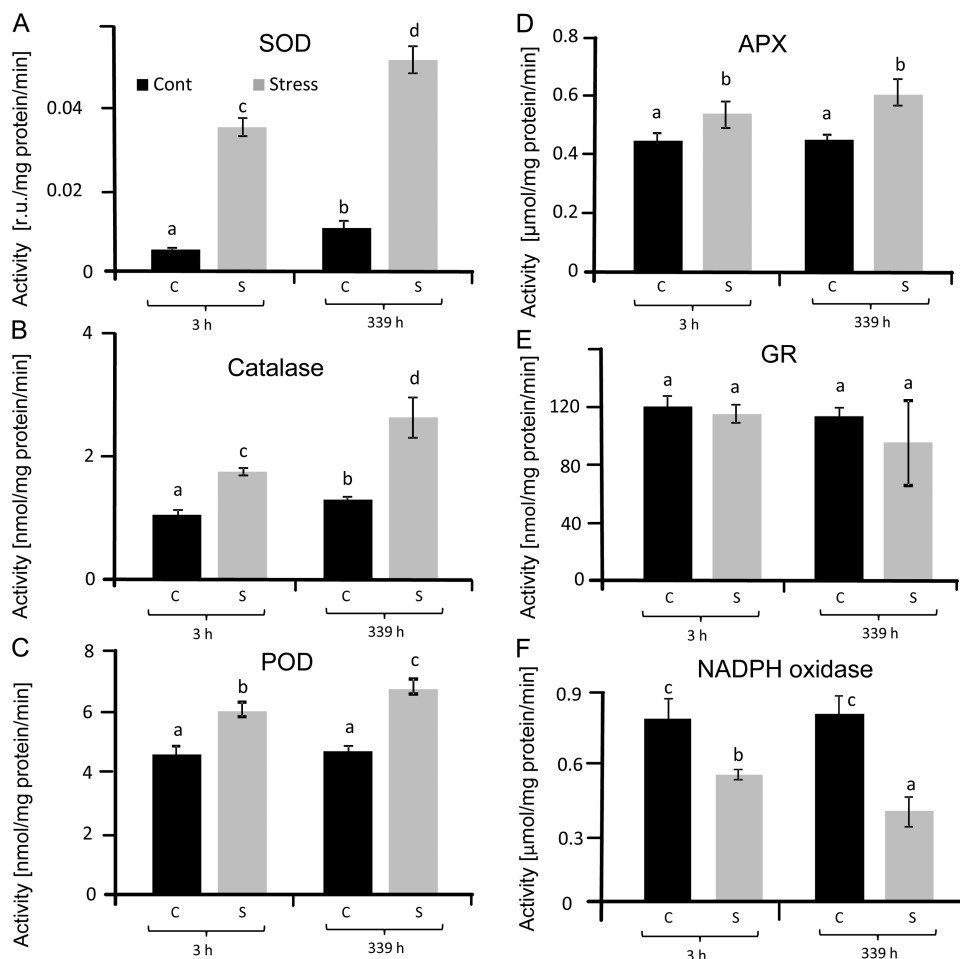 A
SOD
Cont
Stress
Activity [r.u./mg protein/min]
0.04
0.02
0
a
c
b
d
C S C S
3 h 339 h
B
Catalase
Activity [nmol/mg protein/min]
4
2
0
a
c
b
d
C S C S
3 h 339 h
C
POD
Activity [nmol/mg protein/min]
8
6
4
2
0
a
b
a
c
C S C S
3 h 339 h
D
APX
Activity [µmol/mg protein/min]
0.8
0.6
0.4
0.2
0
a
b
a
b
C S C S
3 h 339 h
E
GR
Activity [nmol/mg protein/min]
120
80
40
0
a
a
a
a
C S C S
3 h 339 h
F
NADPH oxidase
Activity [µmol/mg protein/min]
0.9
0.6
0.3
0
c
b
c
a
C S C S
3 h 339 h